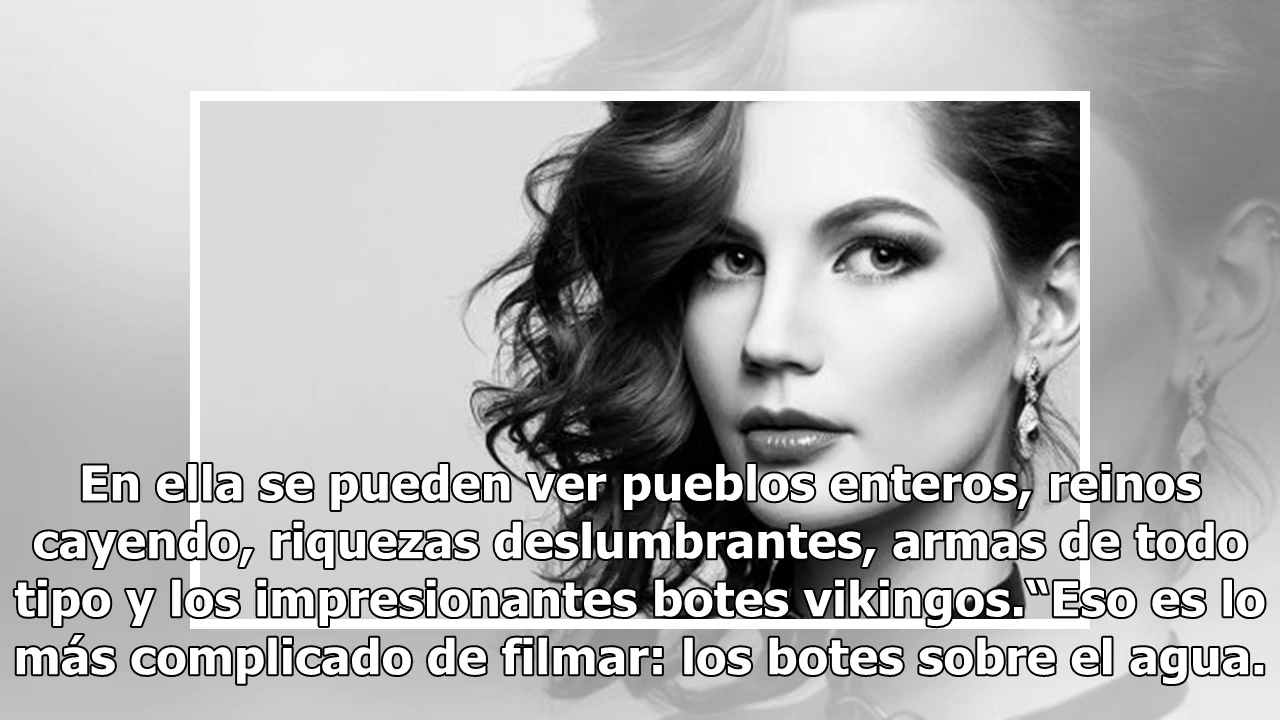 En ella se pueden ver pueblos enteros, reinos
cayendo, riquezas deslumbrantes, armas de todo
tipo y los impresionantes botes vikingos.“Eso es lo
más complicado de filmar: los botes sobre el agua.